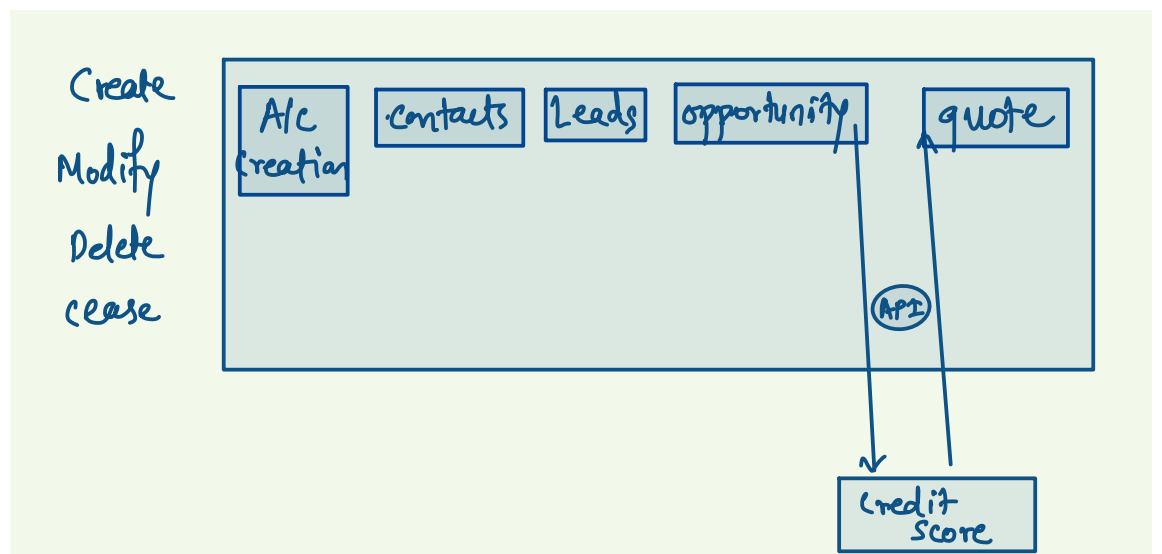 Create
Modify
Delete
cease
A/c
Creation
contacts
Leads
opportunity
quote
API
Credit
Score